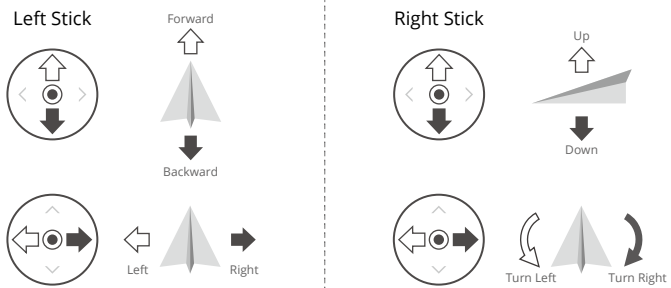 Left Stick
Forward
Backward
Left
Right
Right Stick
Up
Down
Turn Left
Turn Right